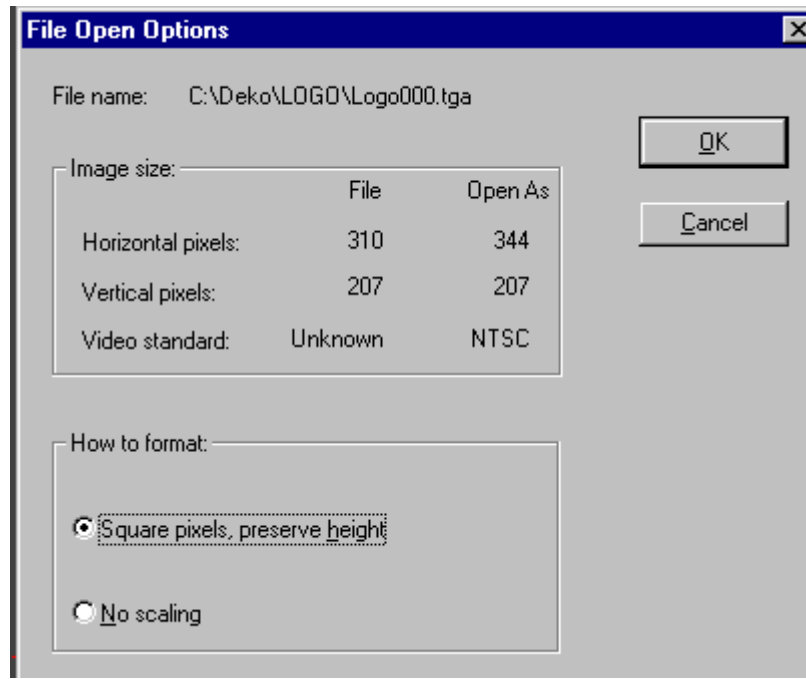 File Open Options
File name: C:\Deko\LOGO\Logo000.tga
OK
Image size:
File Open As
Horizontal pixels: 310 344
Cancel
Vertical pixels: 207 207
Video standard: Unknown NTSC
How to format:
Square pixels, preserve height
No scaling